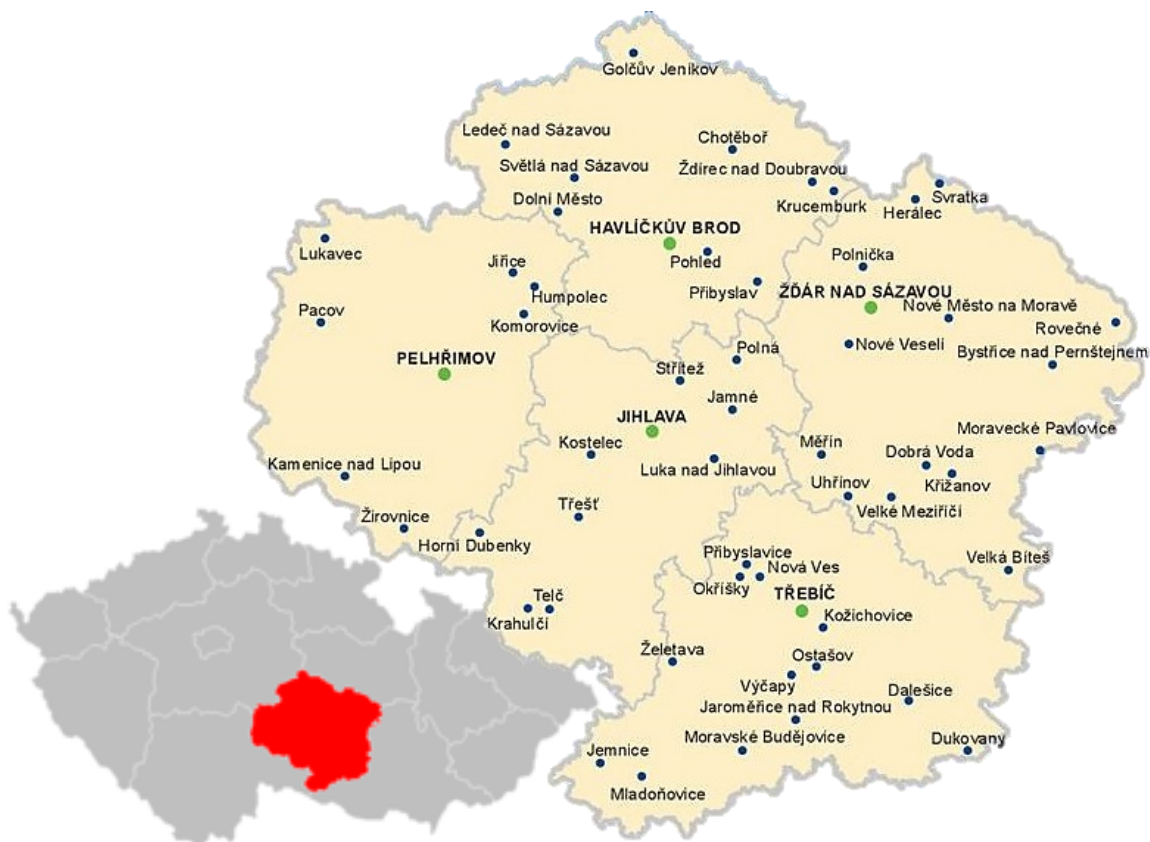 Golčův Jeníkov
Ledeč nad Sázavou
Chotěboř
Světlá nad Sázavou
Ždírec nad Doubravou
Dolní Město
Krucemburk
Svratka
Herálec
HAVLÍČKŮV BROD
Lukavec
Pohled
Polnička
Jiřice
Humpolec
Přibyslav
ŽĎÁR NAD SÁZAVOU
Nové Město na Moravě
Pacov
Komorovice
Rovečné
Nové Veselí
Polná
Bystřice nad Pernštejnem
PELHŘIMOV
Střítež
Jamné
JIHLAVA
Moravecké Pavlovice
Kostelec
Měřín
Dobrá Voda
Kamenice nad Lipou
Luka nad Jihlavou
Uhřínov
Křižanov
Velké Meziříčí
Třešť
Žirovnice
Horní Dubenky
Přibyslavice
Nová Ves
Velká Bíteš
Okříšky
TŘEBÍČ
Telč
Krahulčí
Kožichovice
Želetava
Ostašov
Výčapy
Dalešice
Jaroměřice nad Rokytnou
Moravské Budějovice
Dukovany
Jemnice
Mladoňovice